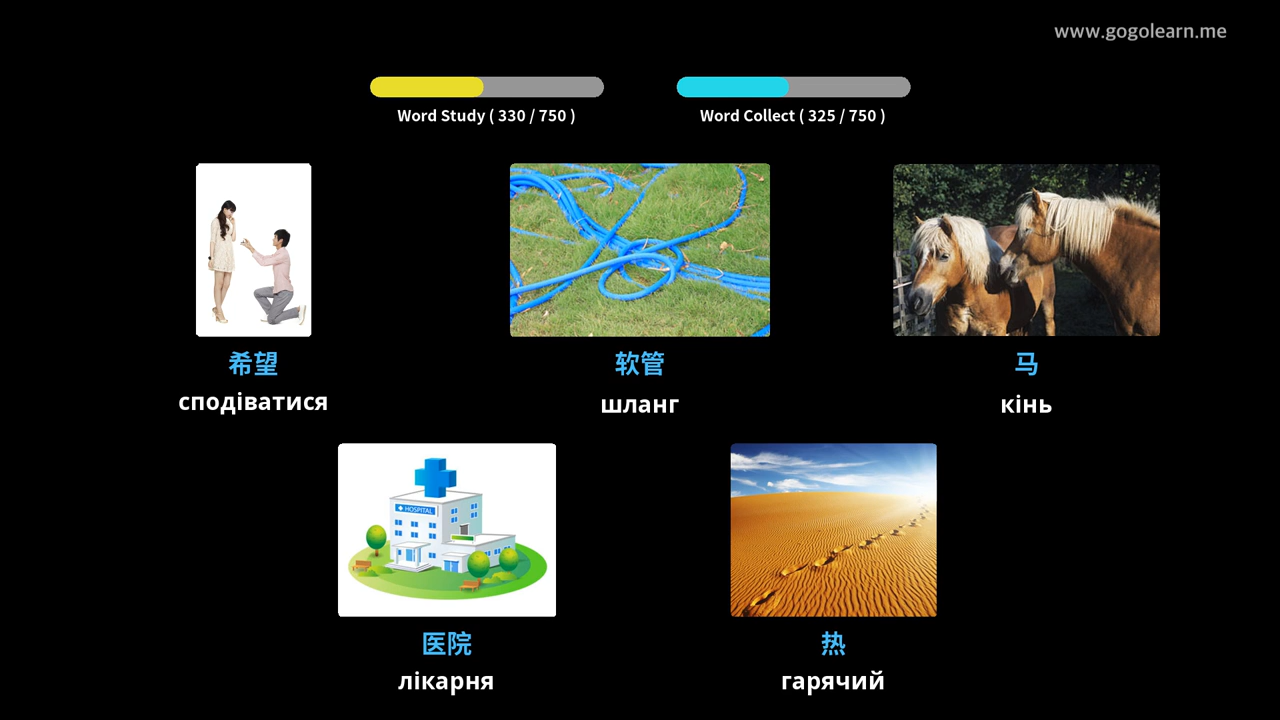 www.gogolearn.me
Word Study ( 330 / 750 )
Word Collect ( 325 / 750 )
希望
сподіватися
软管
шланг
马
кінь
HOSPITAL
医院
лікарня
热
гарячий